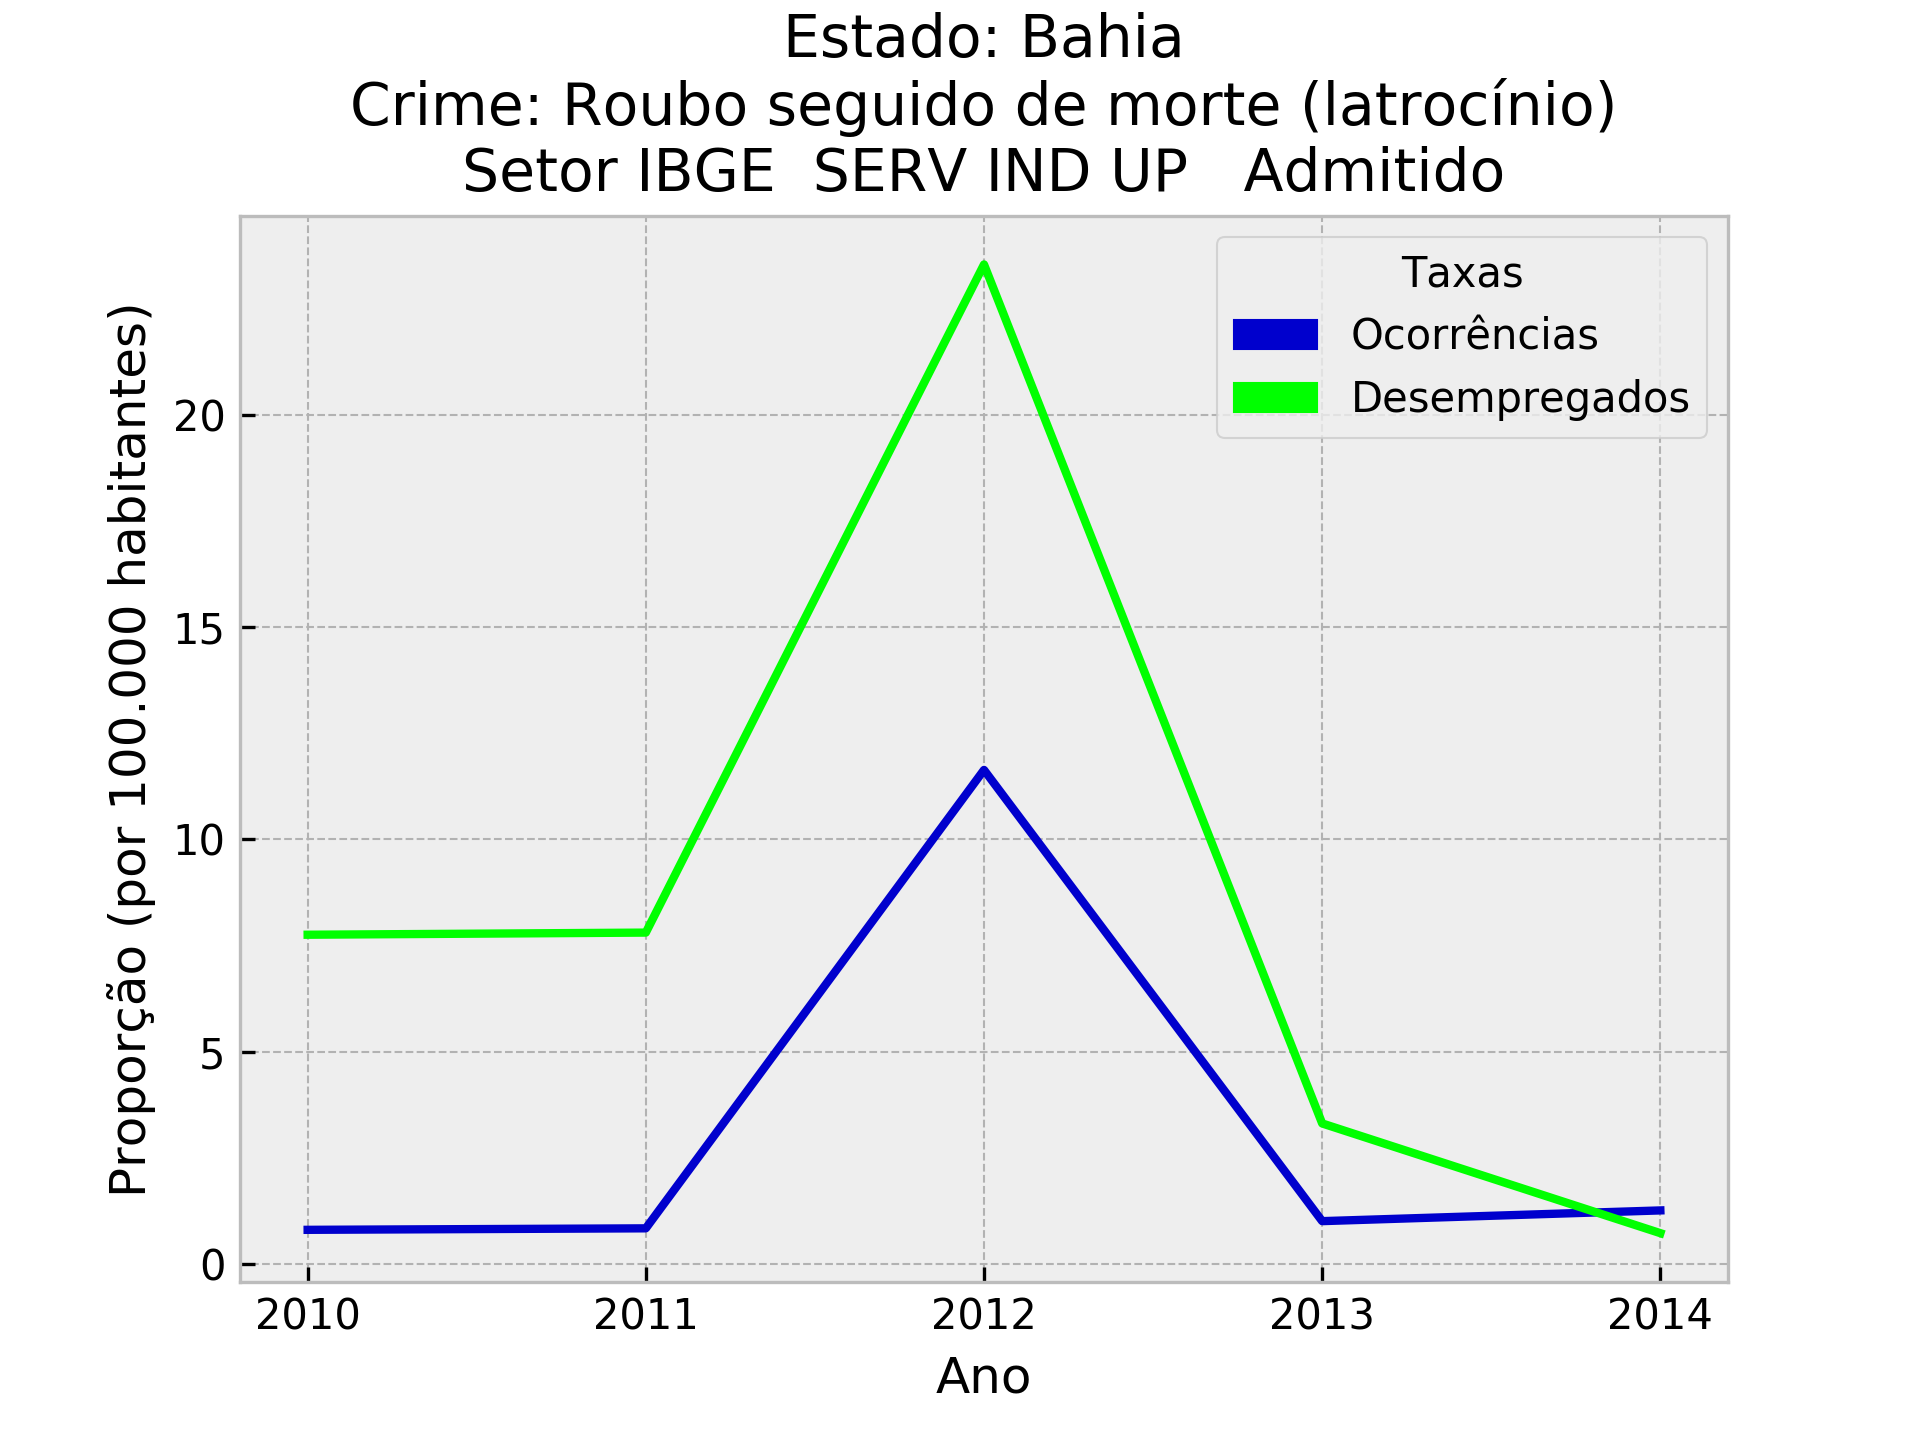 Estado: Bahia
Crime: Roubo seguido de morte (latrocínio)
Setor IBGE  SERV IND UP   Admitido
Taxas
Ocorrências
Desempregados
Proporção (por 100.000 habitantes)
20
15
10
5
0
2010 2011 2012 2013 2014
Ano